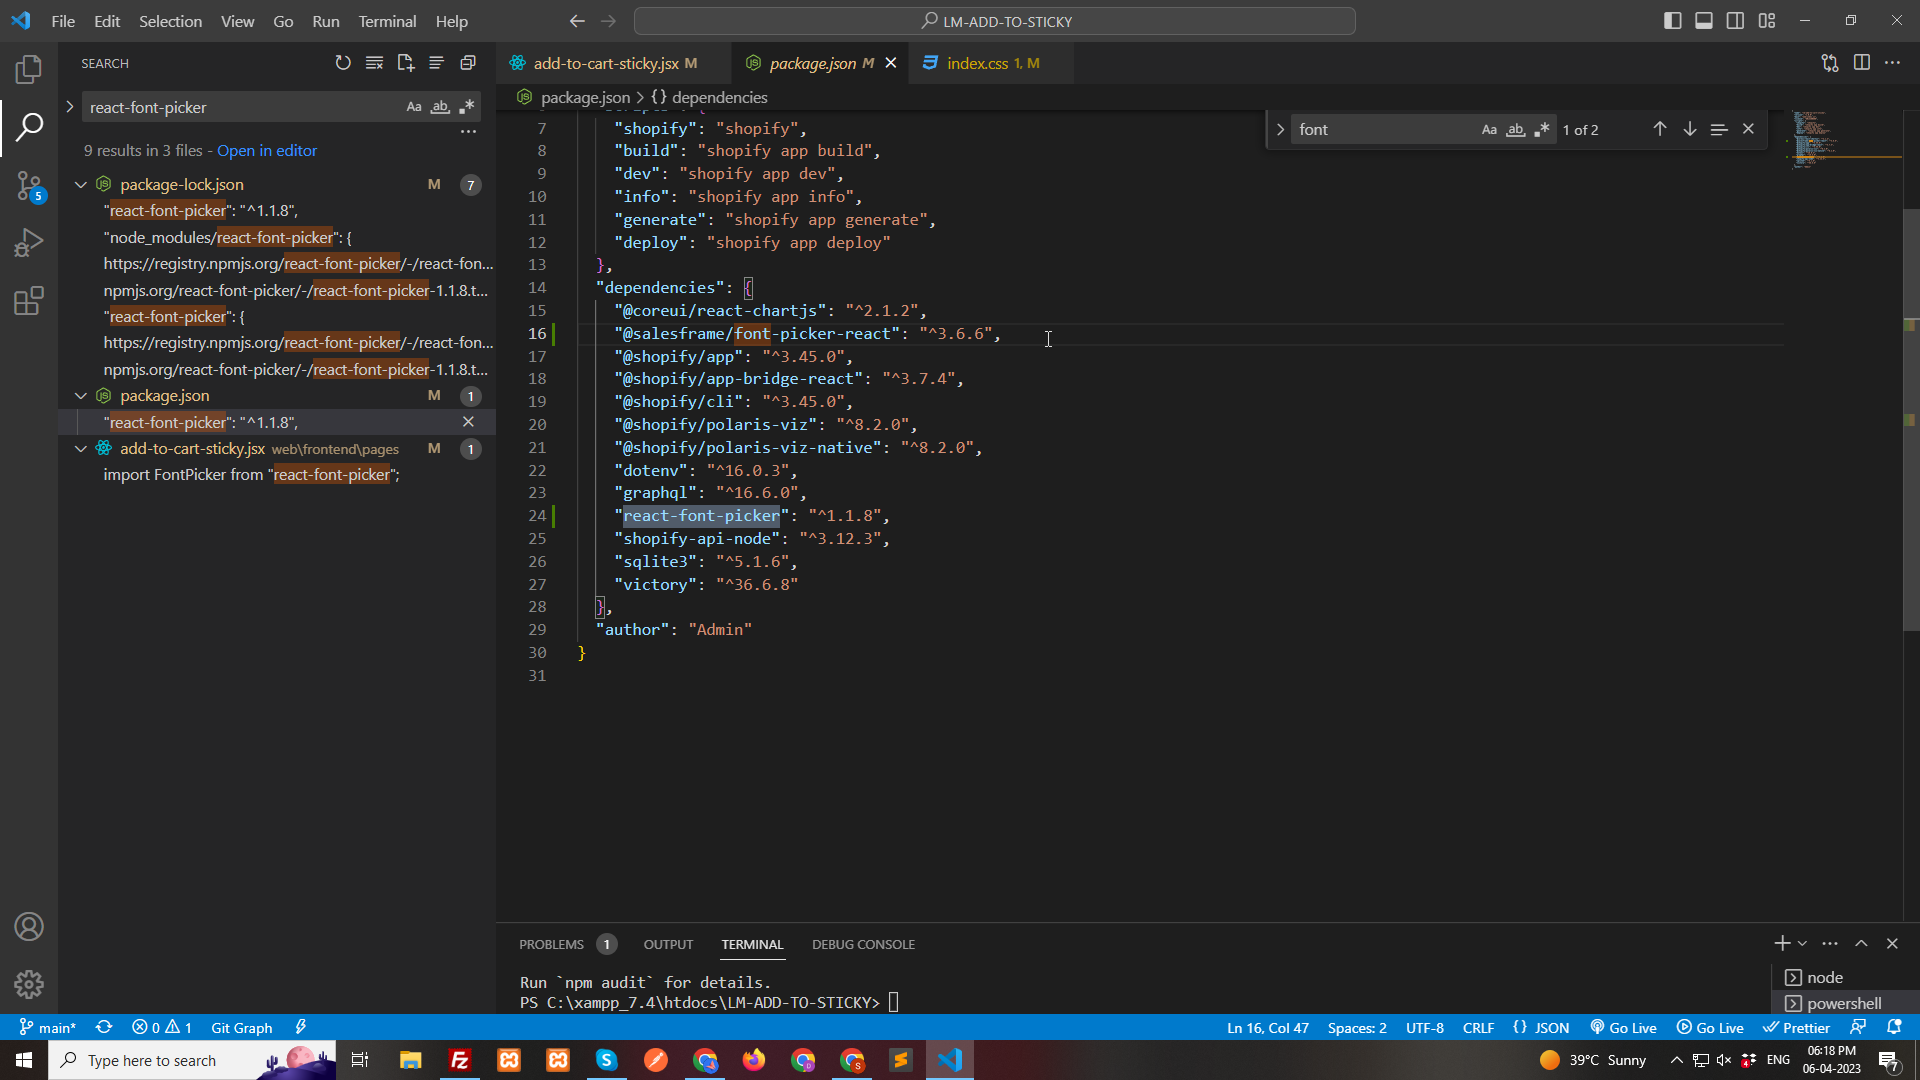 File Edit Selection View Go Run Terminal Help
LM-ADD-TO-STICKY
SEARCH
react-font-picker
Aa ab .*
9 results in 3 files - Open in editor
package-lock.json M 7
"react-font-picker": "^1.1.8",
"node_modules/react-font-picker": {
https://registry.npmjs.org/react-font-picker/-/react-fon...
npmjs.org/react-font-picker/-/react-font-picker-1.1.8.t...
"react-font-picker": {
https://registry.npmjs.org/react-font-picker/-/react-fon...
npmjs.org/react-font-picker/-/react-font-picker-1.1.8.t...
package.json M 1
"react-font-picker": "^1.1.8",
add-to-cart-sticky.jsx web\frontend\pages M 1
import FontPicker from "react-font-picker";
5
add-to-cart-sticky.jsx M
package.json M
index.css 1, M
package.json > {} dependencies
font Aa ab .* 1 of 2
7 "shopify": "shopify",
8 "build": "shopify app build",
9 "dev": "shopify app dev",
10 "info": "shopify app info",
11 "generate": "shopify app generate",
12 "deploy": "shopify app deploy"
13 },
14 "dependencies": {
15 "@coreui/react-chartjs": "^2.1.2",
16 "@salesframe/font-picker-react": "^3.6.6",
17 "@shopify/app": "^3.45.0",
18 "@shopify/app-bridge-react": "^3.7.4",
19 "@shopify/cli": "^3.45.0",
20 "@shopify/polaris-viz": "^8.2.0",
21 "@shopify/polaris-viz-native": "^8.2.0",
22 "dotenv": "^16.0.3",
23 "graphql": "^16.6.0",
24 "react-font-picker": "^1.1.8",
25 "shopify-api-node": "^3.12.3",
26 "sqlite3": "^5.1.6",
27 "victory": "^36.6.8"
28 },
29 "author": "Admin"
30 }
31
PROBLEMS 1 OUTPUT TERMINAL DEBUG CONSOLE
Run `npm audit` for details.
PS C:\xampp_7.4\htdocs\LM-ADD-TO-STICKY>
node
powershell
main* 0 1 Git Graph
Ln 16, Col 47 Spaces: 2 UTF-8 CRLF {} JSON Go Live Go Live Prettier
Type here to search
39°C Sunny
ENG
06:18 PM
06-04-2023
7